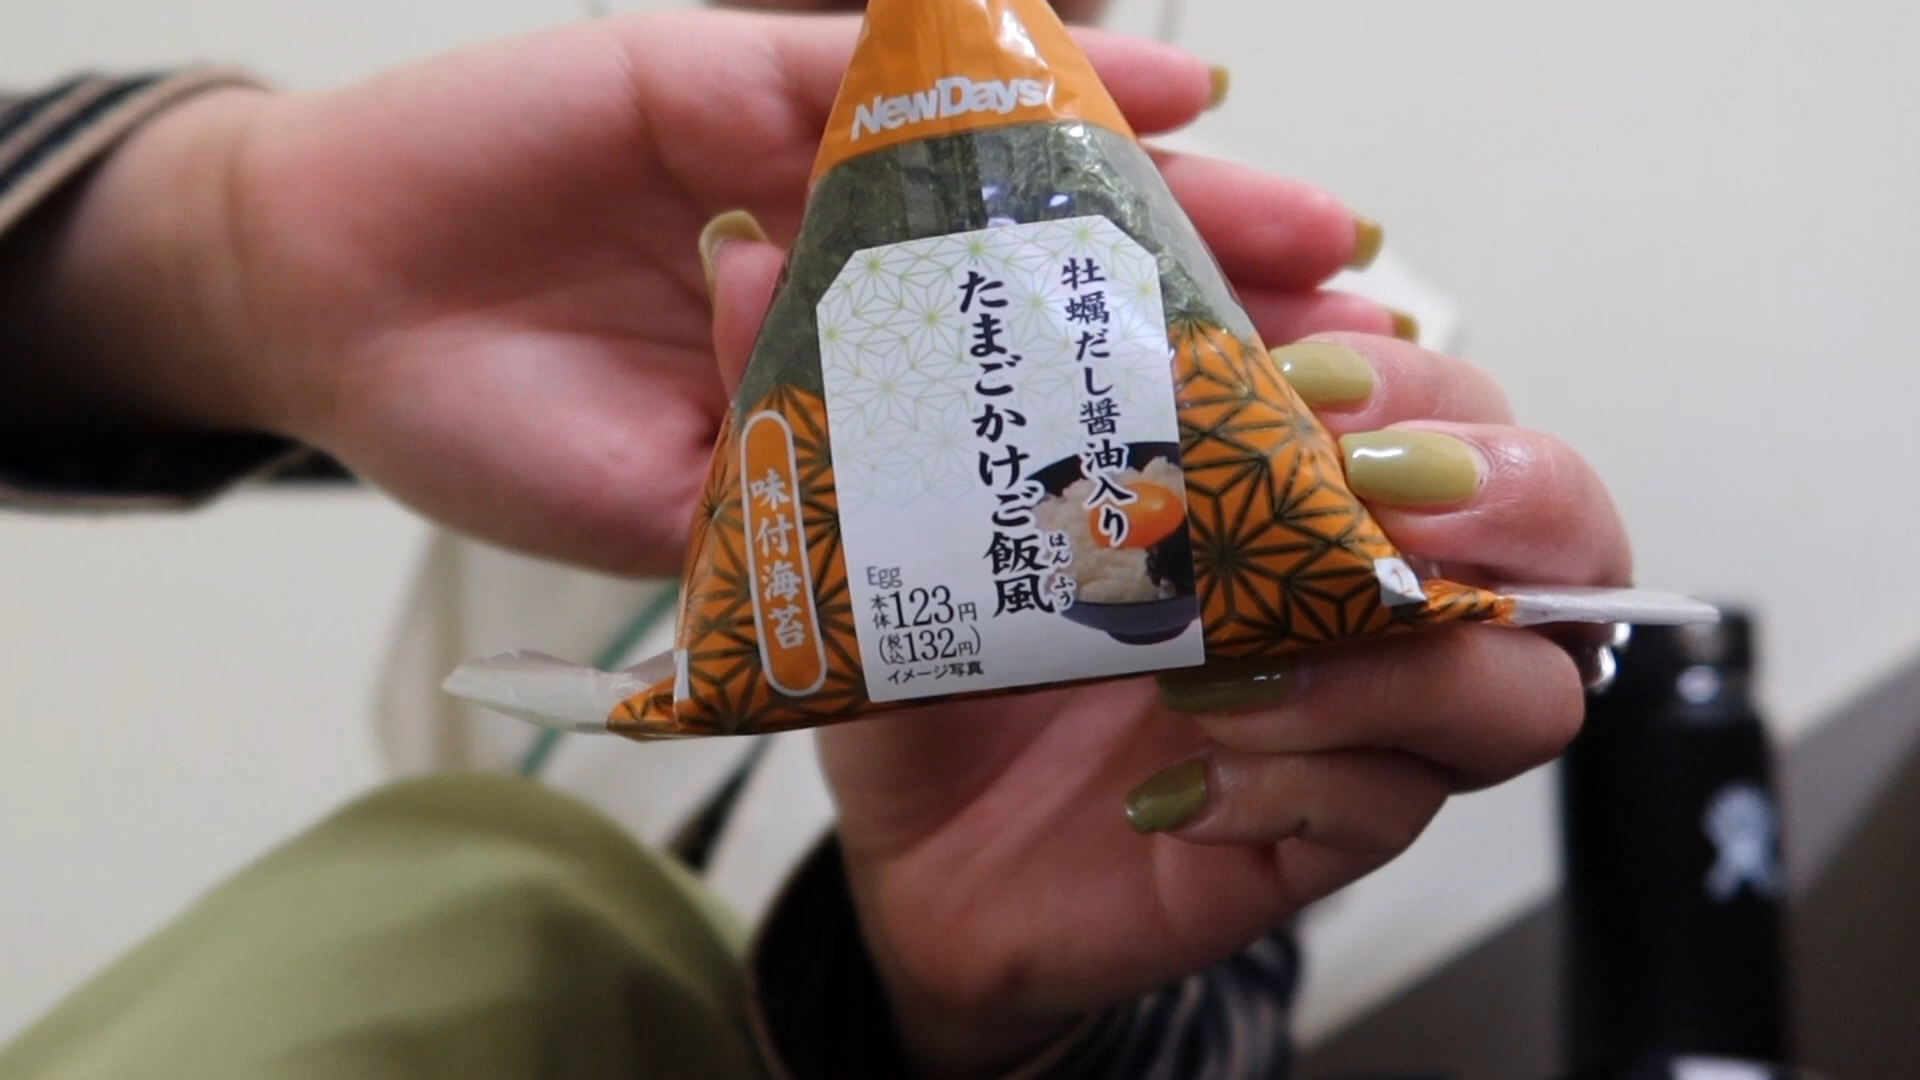 NewDays
牡蠣だし醤油入り
たまごかけご飯風
はんふう
味付海苔
Egg
本体123円
(税込132円)
イメージ写真